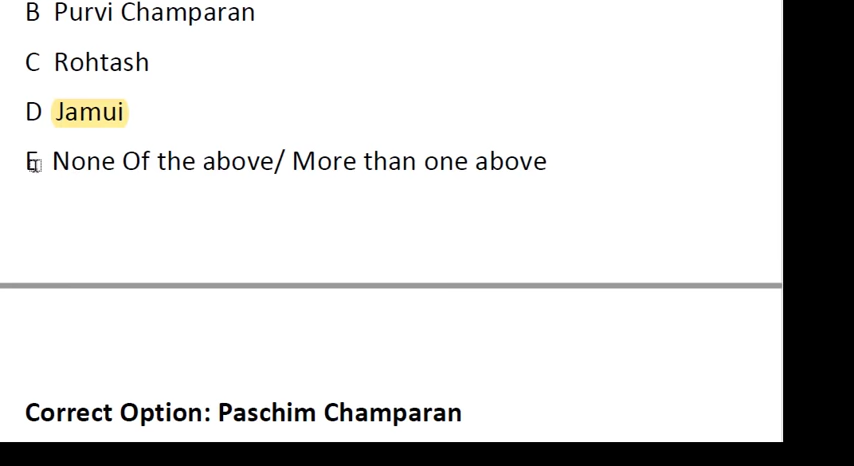 B Purvi Champaran
C Rohtash
D Jamui
E None Of the above/ More than one above
Correct Option: Paschim Champaran